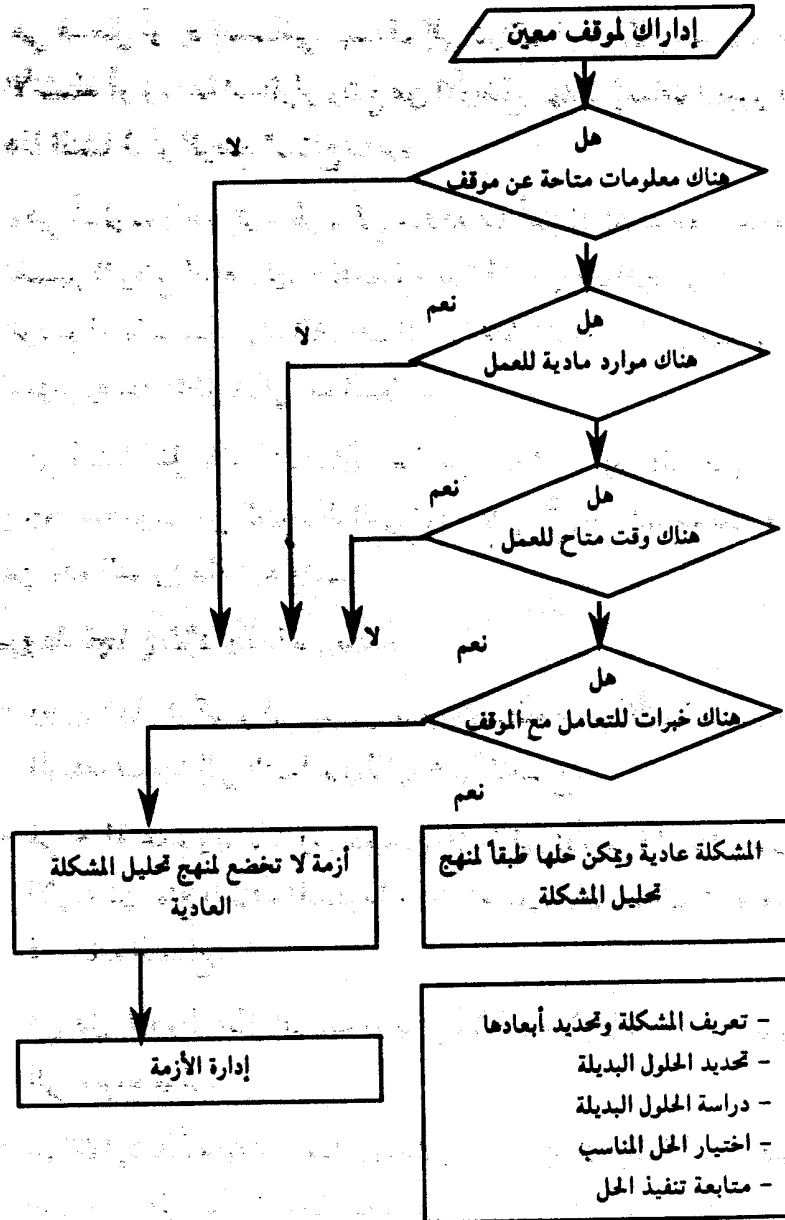 إداراك لموقف معين
هل
هناك معلومات متاحة عن موقف
لا
نعم
هل
هناك موارد مادية للعمل
لا
نعم
هل
هناك وقت متاح للعمل
لا
نعم
هل
هناك خبرات للتعامل مع الموقف
نعم
المشكلة عادية ويمكن حلها طبقاً لمنهج
تحليل المشكلة
أزمة لا تخضع لمنهج تحليل المشكلة
العادية
إدارة الأزمة
- تعريف المشكلة وتحديد أبعادها
- تحديد الحلول البديلة
- دراسة الحلول البديلة
- اختيار الحل المناسب
- متابعة تنفيذ الحل